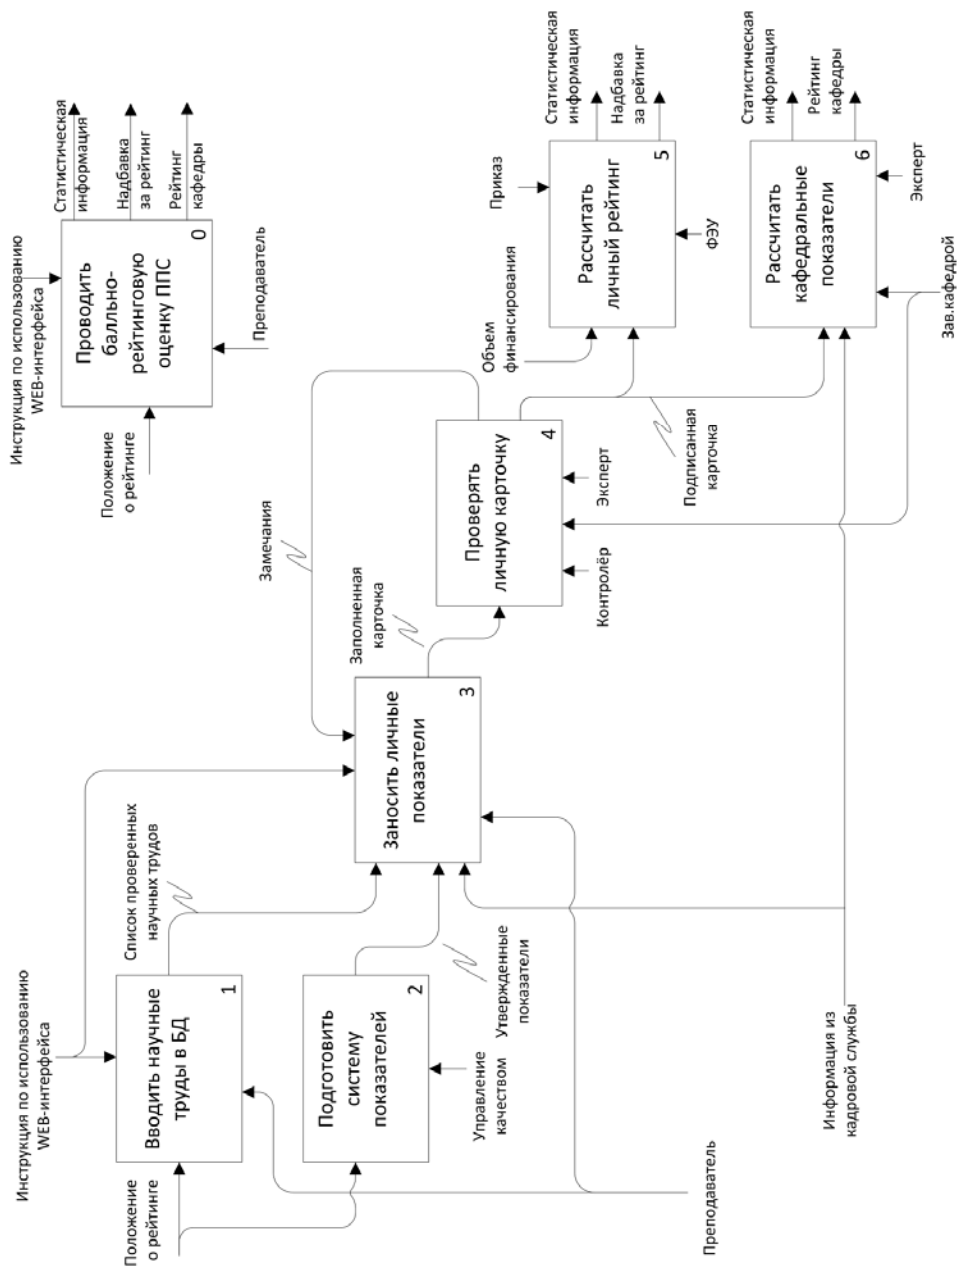 Инструкция по использованию
WEB-интерфейса
Положение
о рейтинге
Проводить
балльно-
рейтинговую
оценку ППС
0
Преподаватель
Статистическая
информация
Надбавка
за рейтинг
Рейтинг
кафедры
Инструкция по использованию
WEB-интерфейса
Положение
о рейтинге
Вводить научные
труды в БД
1
Список проверенных
научных трудов
Подготовить
систему
показателей
2
Управление
качеством
Утвержденные
показатели
Преподаватель
Заносить личные
показатели
3
Замечания
Заполненная
карточка
Проверять
личную карточку
4
Контролёр
Эксперт
Подписанная
карточка
Информация из
кадровой службы
Объем
финансирования
Приказ
Рассчитать
личный рейтинг
5
ФЭУ
Статистическая
информация
Надбавка
за рейтинг
Рассчитать
кафедральные
показатели
6
Зав.кафедрой
Эксперт
Статистическая
информация
Рейтинг
кафедры